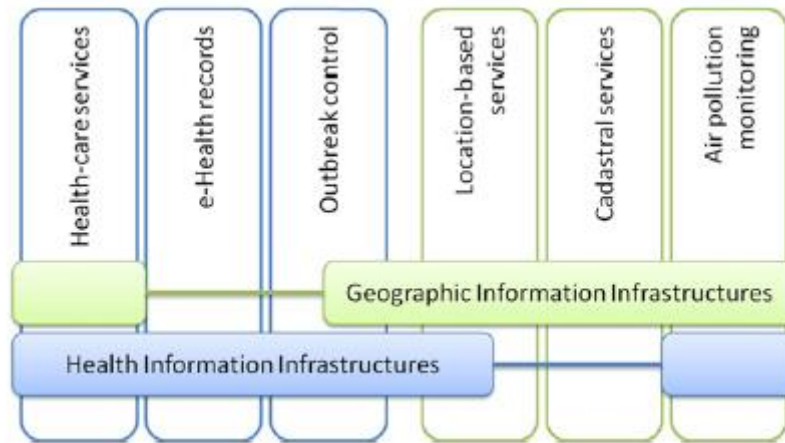 Health-care services
e-Health records
Outbreak control
Location-based
services
Cadastral services
Air pollution
monitoring
Geographic Information Infrastructures
Health Information Infrastructures